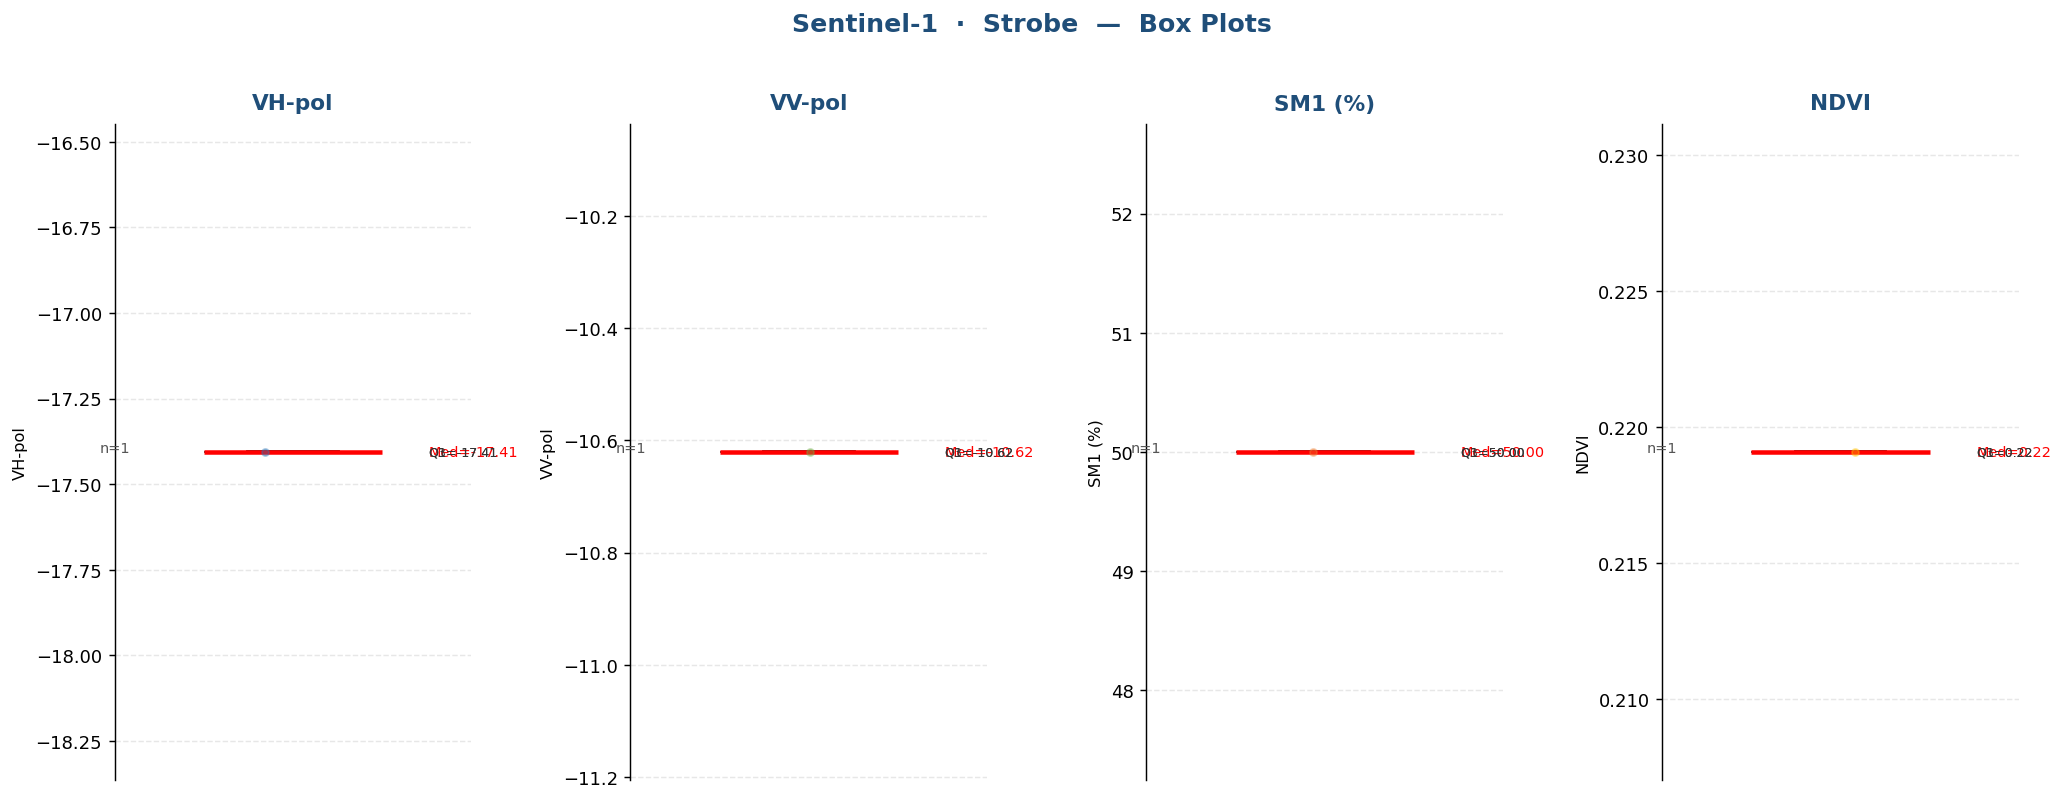 Sentinel-1 · Strobe — Box Plots
VH-pol
VV-pol
SM1 (%)
NDVI
−16.50
−16.75
−17.00
−17.25
−17.50
−17.75
−18.00
−18.25
VH-pol
n=1
−10.2
−10.4
−10.6
−10.8
−11.0
−11.2
VV-pol
n=1
52
51
50
49
48
SM1 (%)
n=1
0.230
0.225
0.220
0.215
0.210
NDVI
n=1